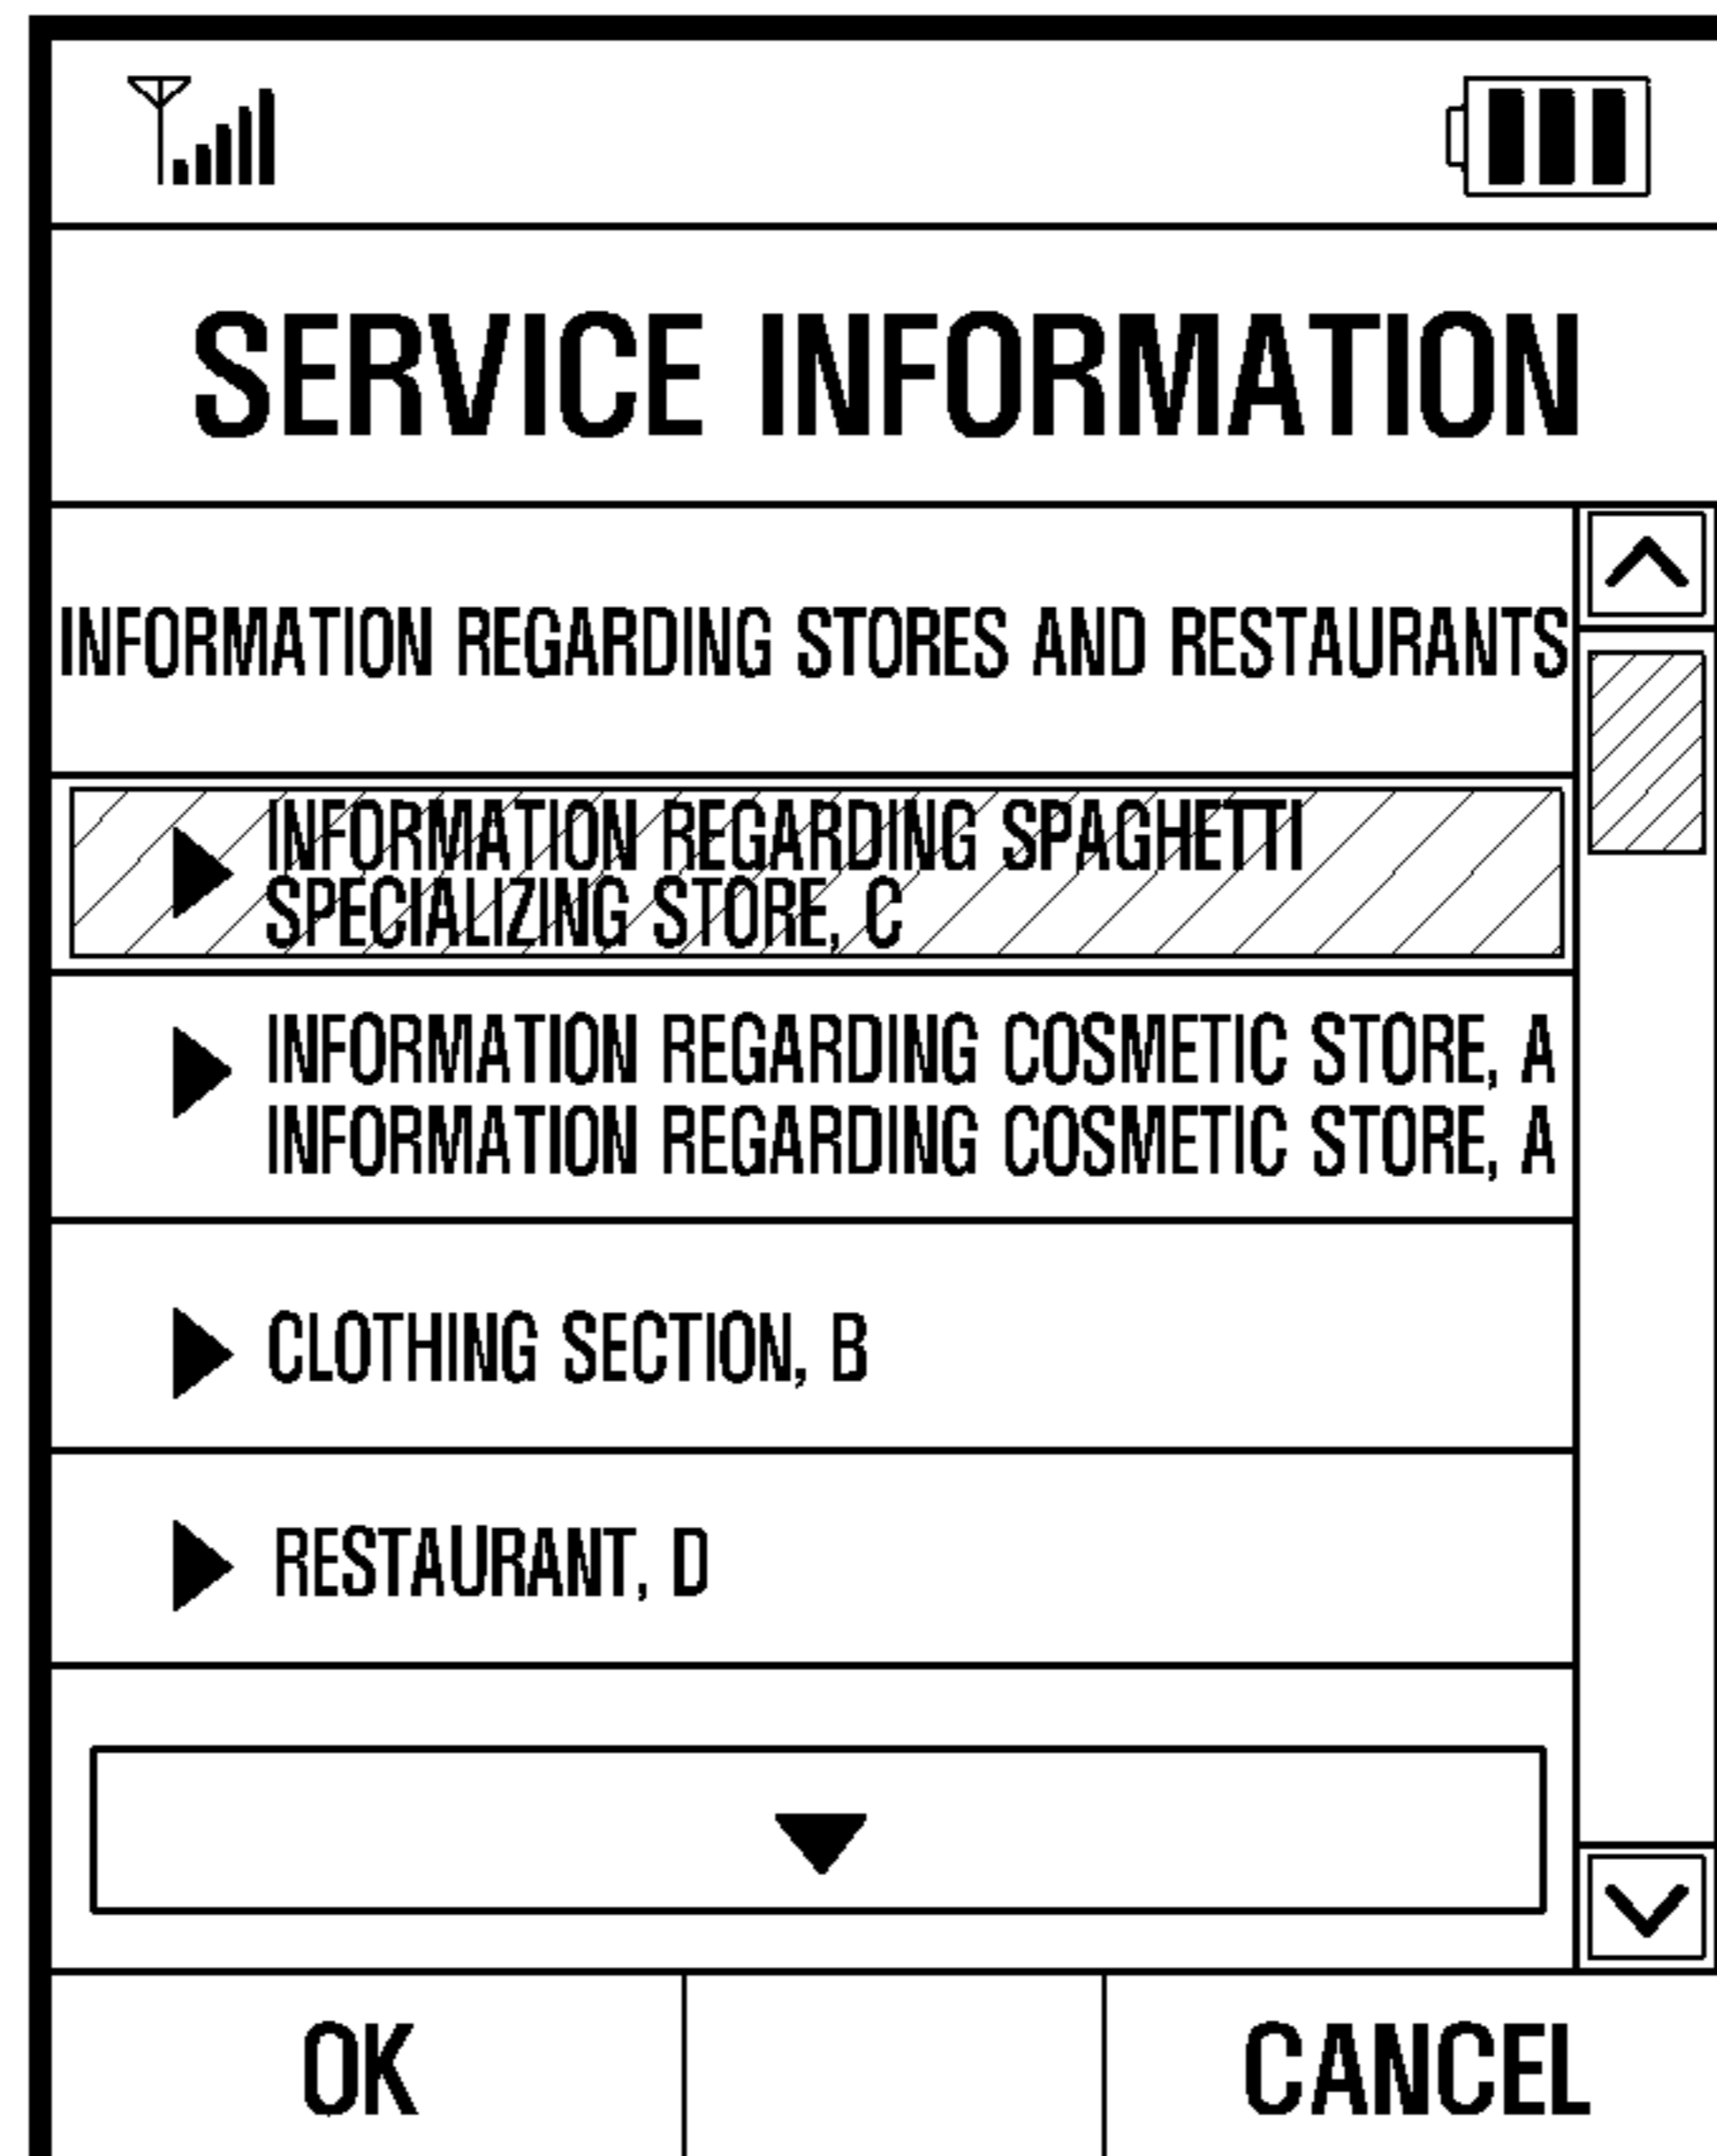 SERVICE INFORMATION
INFORMATION REGARDING STORES AND RESTAURANTS
INFORMATION REGARDING SPAGHETTI
SPECIALIZING STORE, C
INFORMATION REGARDING COSMETIC STORE, A
INFORMATION REGARDING COSMETIC STORE, A
CLOTHING SECTION, B
RESTAURANT, D
OK
CANCEL